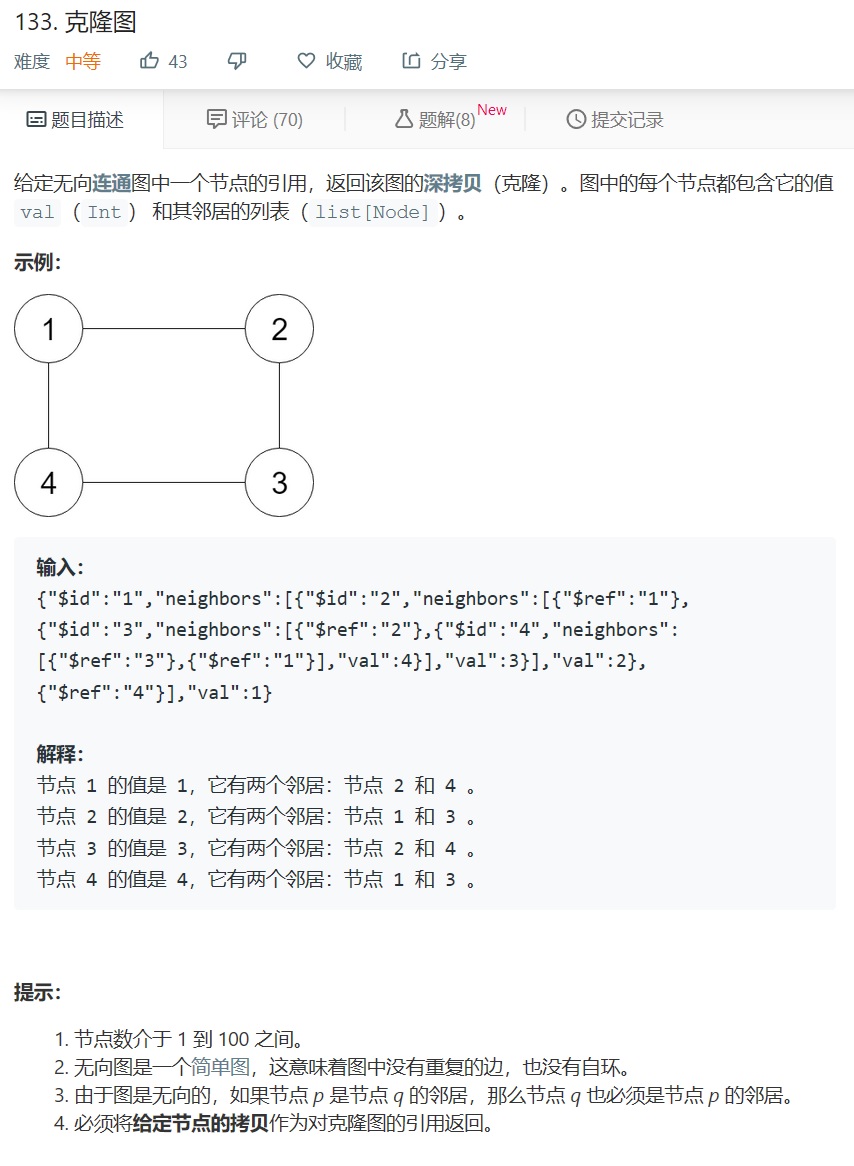 133. 克隆图
难度 中等 43 收藏 分享
题目描述 评论 (70) 题解(8) New 提交记录
给定无向连通图中一个节点的引用，返回该图的深拷贝（克隆）。图中的每个节点都包含它的值
val （Int） 和其邻居的列表（list[Node]）。
示例：
1 2
4 3
输入：
{"$id":"1","neighbors":[{"$id":"2","neighbors":[{"$ref":"1"},
{"$id":"3","neighbors":[{"$ref":"2"},{"$id":"4","neighbors":
[{"$ref":"3"},{"$ref":"1"}],"val":4}],"val":3}],"val":2},
{"$ref":"4"}],"val":1}
解释：
节点 1 的值是 1，它有两个邻居：节点 2 和 4 。
节点 2 的值是 2，它有两个邻居：节点 1 和 3 。
节点 3 的值是 3，它有两个邻居：节点 2 和 4 。
节点 4 的值是 4，它有两个邻居：节点 1 和 3 。
提示：
1. 节点数介于 1 到 100 之间。
2. 无向图是一个简单图，这意味着图中没有重复的边，也没有自环。
3. 由于图是无向的，如果节点 p 是节点 q 的邻居，那么节点 q 也必须是节点 p 的邻居。
4. 必须将给定节点的拷贝作为对克隆图的引用返回。